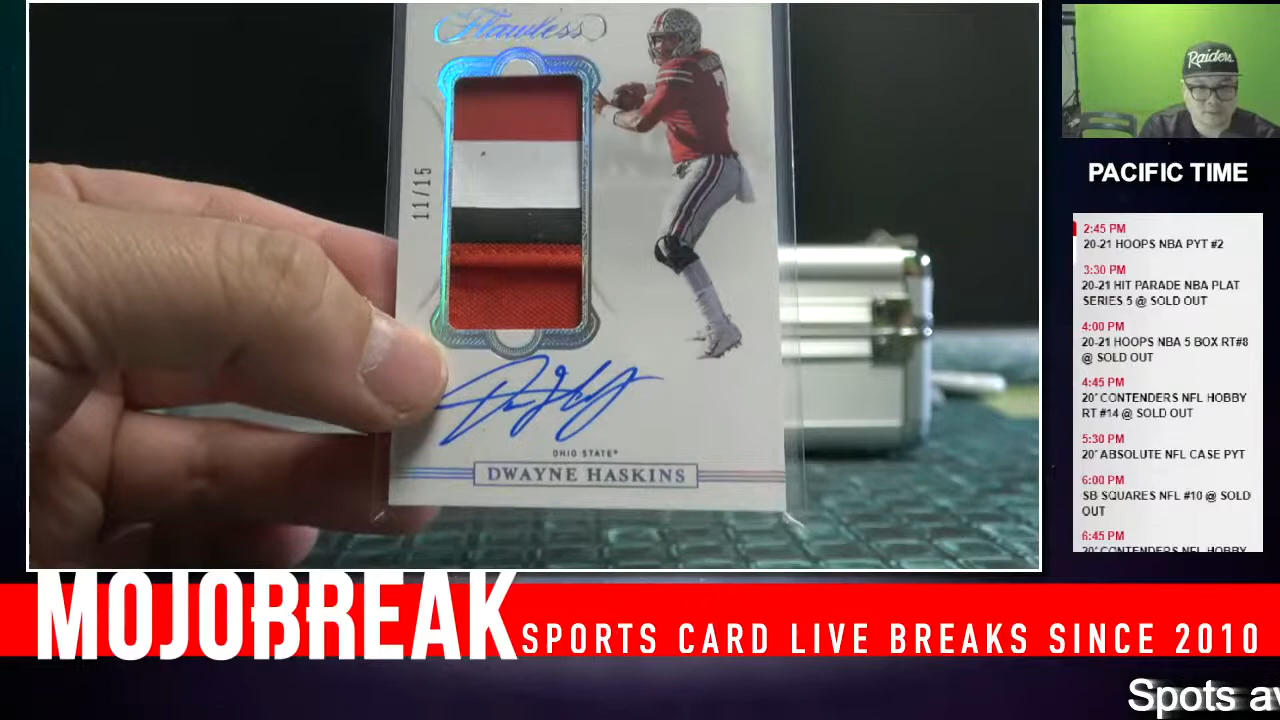 Flawless
11/15
OHIO STATE
DWAYNE HASKINS
Raiders
PACIFIC TIME
2:45 PM
20-21 HOOPS NBA PYT #2
3:30 PM
20-21 HIT PARADE NBA PLAT
SERIES 5 @ SOLD OUT
4:00 PM
20-21 HOOPS NBA 5 BOX RT#8
@ SOLD OUT
4:45 PM
20' CONTENDERS NFL HOBBY
RT #14 @ SOLD OUT
5:30 PM
20' ABSOLUTE NFL CASE PYT
6:00 PM
SB SQUARES NFL #10 @ SOLD
OUT
6:45 PM
20' CONTENDERS NFL HOBBY
MOJOBREAK
SPORTS CARD LIVE BREAKS SINCE 2010
Spots av